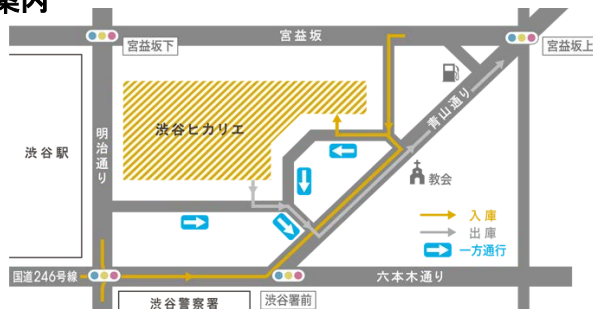 案内
宮益坂
宮益坂下
宮益坂上
渋谷ヒカリエ
青山通り
渋谷駅
明治通り
教会
入庫
出庫
一方通行
国道246号線
六本木通り
渋谷警察署
渋谷署前